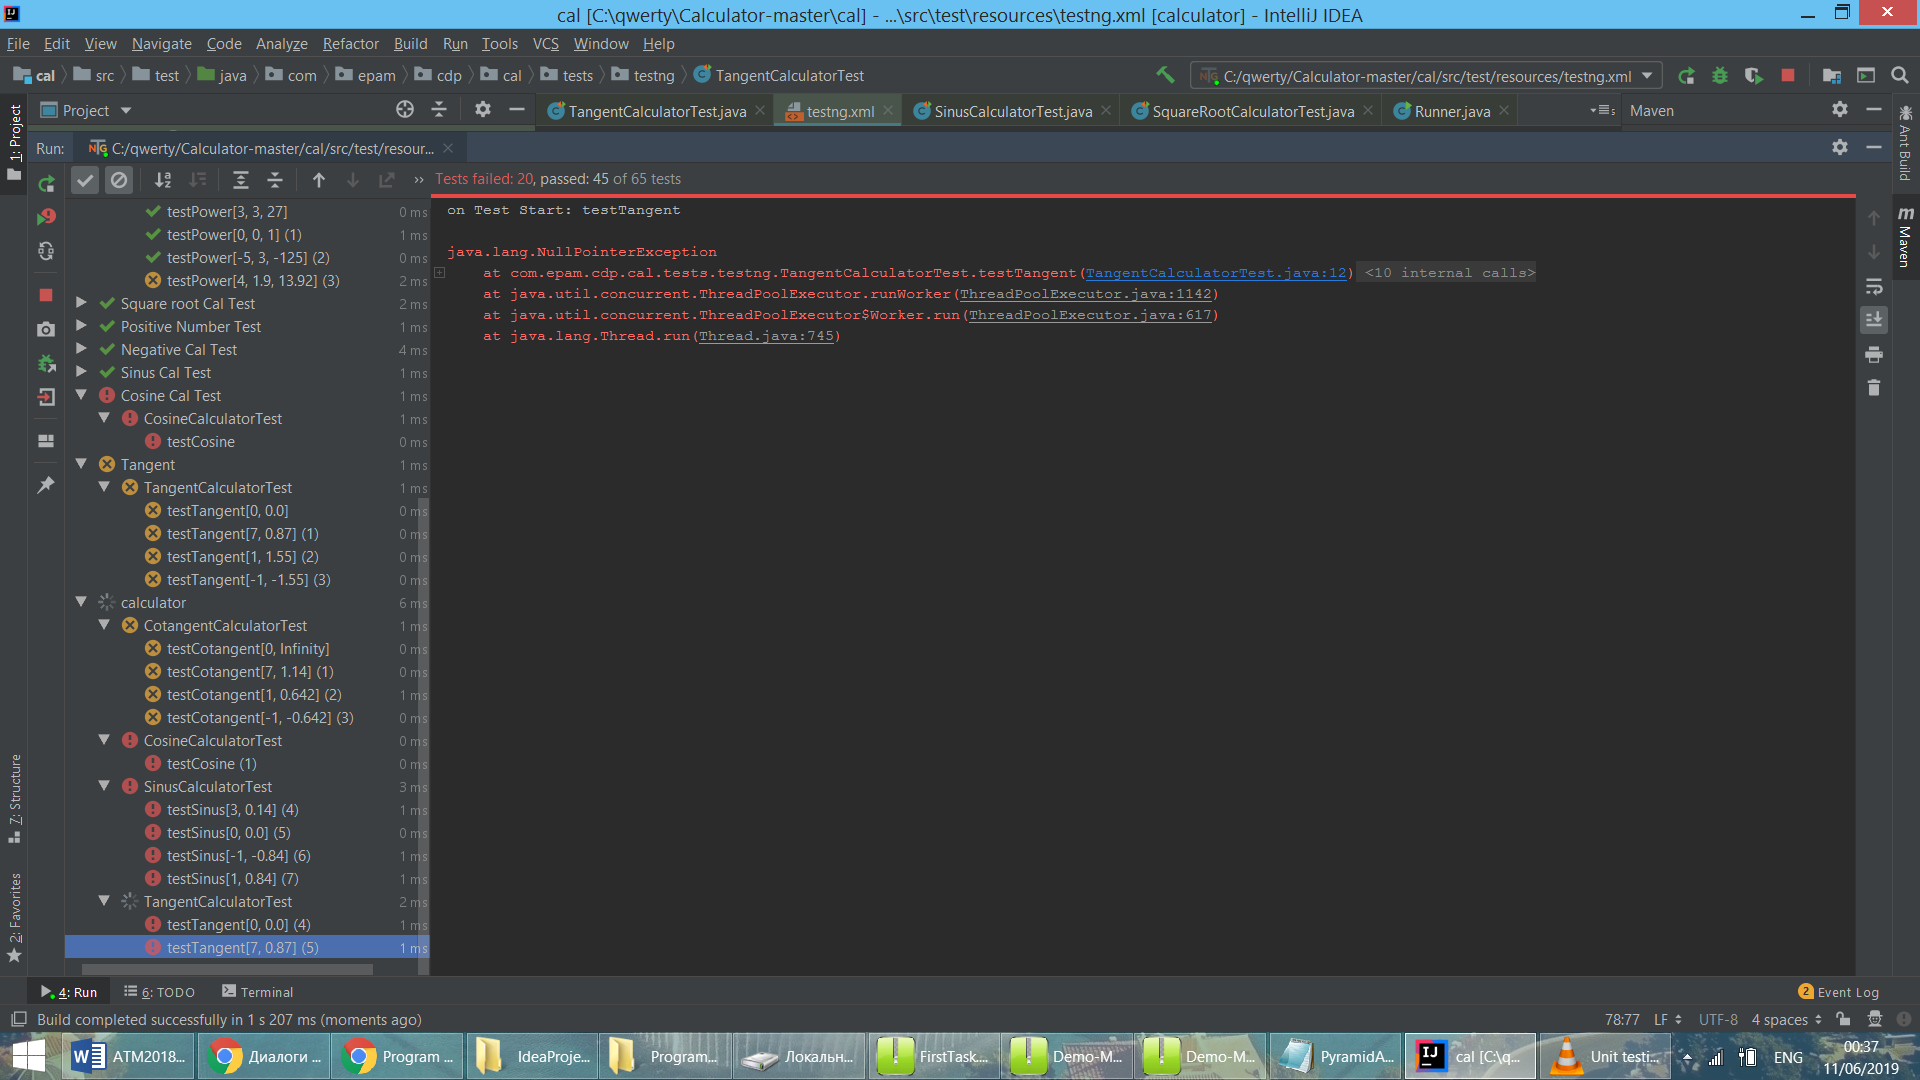 cal [C:\qwerty\Calculator-master\cal] - ...\src\test\resources\testng.xml [calculator] - IntelliJ IDEA
File Edit View Navigate Code Analyze Refactor Build Run Tools VCS Window Help
cal src test java com epam cdp cal tests testng TangentCalculatorTest
C:/qwerty/Calculator-master/cal/src/test/resources/testng.xml
1: Project
Project
TangentCalculatorTest.java testng.xml SinusCalculatorTest.java SquareRootCalculatorTest.java Runner.java
Maven
Ant Build
Maven
Run: C:/qwerty/Calculator-master/cal/src/test/resour...
Tests failed: 20, passed: 45 of 65 tests
testPower[3, 3, 27] 0 ms
testPower[0, 0, 1] (1) 1 ms
testPower[-5, 3, -125] (2) 0 ms
testPower[4, 1.9, 13.92] (3) 2 ms
Square root Cal Test 2 ms
Positive Number Test 1 ms
Negative Cal Test 4 ms
Sinus Cal Test 1 ms
Cosine Cal Test 1 ms
CosineCalculatorTest 1 ms
testCosine 0 ms
Tangent 1 ms
TangentCalculatorTest 1 ms
testTangent[0, 0.0] 0 ms
testTangent[7, 0.87] (1) 0 ms
testTangent[1, 1.55] (2) 0 ms
testTangent[-1, -1.55] (3) 0 ms
calculator 6 ms
CotangentCalculatorTest 1 ms
testCotangent[0, Infinity] 0 ms
testCotangent[7, 1.14] (1) 0 ms
testCotangent[1, 0.642] (2) 1 ms
testCotangent[-1, -0.642] (3) 0 ms
CosineCalculatorTest 0 ms
testCosine (1) 0 ms
SinusCalculatorTest 3 ms
testSinus[3, 0.14] (4) 1 ms
testSinus[0, 0.0] (5) 0 ms
testSinus[-1, -0.84] (6) 1 ms
testSinus[1, 0.84] (7) 1 ms
TangentCalculatorTest 2 ms
testTangent[0, 0.0] (4) 1 ms
testTangent[7, 0.87] (5) 1 ms
on Test Start: testTangent
java.lang.NullPointerException
at com.epam.cdp.cal.tests.testng.TangentCalculatorTest.testTangent(TangentCalculatorTest.java:12) <10 internal calls>
at java.util.concurrent.ThreadPoolExecutor.runWorker(ThreadPoolExecutor.java:1142)
at java.util.concurrent.ThreadPoolExecutor$Worker.run(ThreadPoolExecutor.java:617)
at java.lang.Thread.run(Thread.java:745)
7: Structure
2: Favorites
4: Run 6: TODO Terminal
2 Event Log
Build completed successfully in 1 s 207 ms (moments ago)
78:77 LF UTF-8 4 spaces
ATM2018... Диалоги ... Program ... IdeaProje... Program... Локальн... FirstTask.... Demo-M... Demo-M... PyramidA... cal [C:\q... Unit testi...
ENG
00:37
11/06/2019